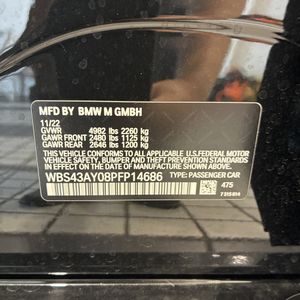 MFD BY BMW M GMBH
11/22
GVWR 4982 lbs 2260 kg
GAWR FRONT 2480 lbs 1125 kg
GAWR REAR 2646 lbs 1200 kg
THIS VEHICLE CONFORMS TO ALL APPLICABLE U.S. FEDERAL MOTOR
VEHICLE SAFETY, BUMPER AND THEFT PREVENTION STANDARDS
IN EFFECT ON THE DATE OF MANUFACTURE SHOWN ABOVE.
WBS43AY08PFP14686 TYPE: PASSENGER CAR
475
7315814